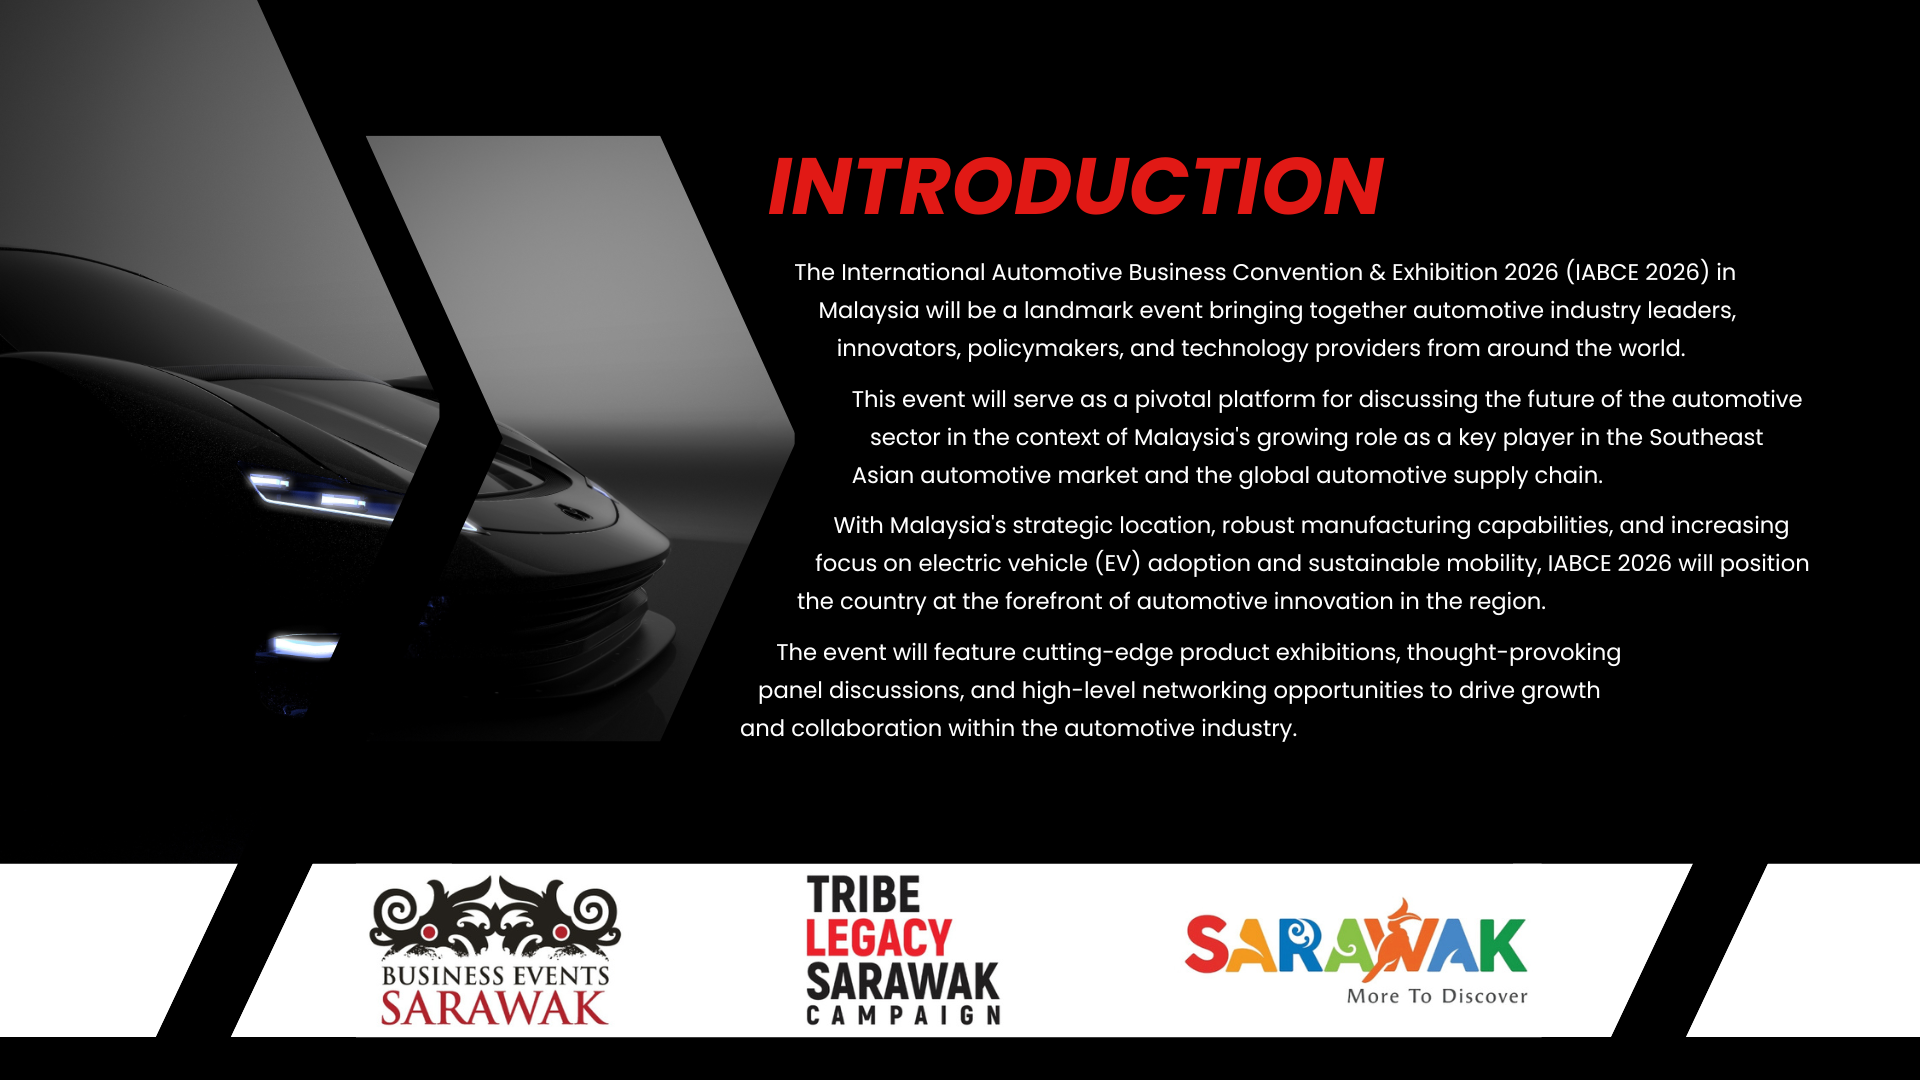 INTRODUCTION
The International Automotive Business Convention & Exhibition 2026 (IABCE 2026) in
Malaysia will be a landmark event bringing together automotive industry leaders,
innovators, policymakers, and technology providers from around the world.
This event will serve as a pivotal platform for discussing the future of the automotive
sector in the context of Malaysia's growing role as a key player in the Southeast
Asian automotive market and the global automotive supply chain.
With Malaysia's strategic location, robust manufacturing capabilities, and increasing
focus on electric vehicle (EV) adoption and sustainable mobility, IABCE 2026 will position
the country at the forefront of automotive innovation in the region.
The event will feature cutting-edge product exhibitions, thought-provoking
panel discussions, and high-level networking opportunities to drive growth
and collaboration within the automotive industry.
BUSINESS EVENTS
SARAWAK
TRIBE
LEGACY
SARAWAK
CAMPAIGN
SARAWAK
More To Discover